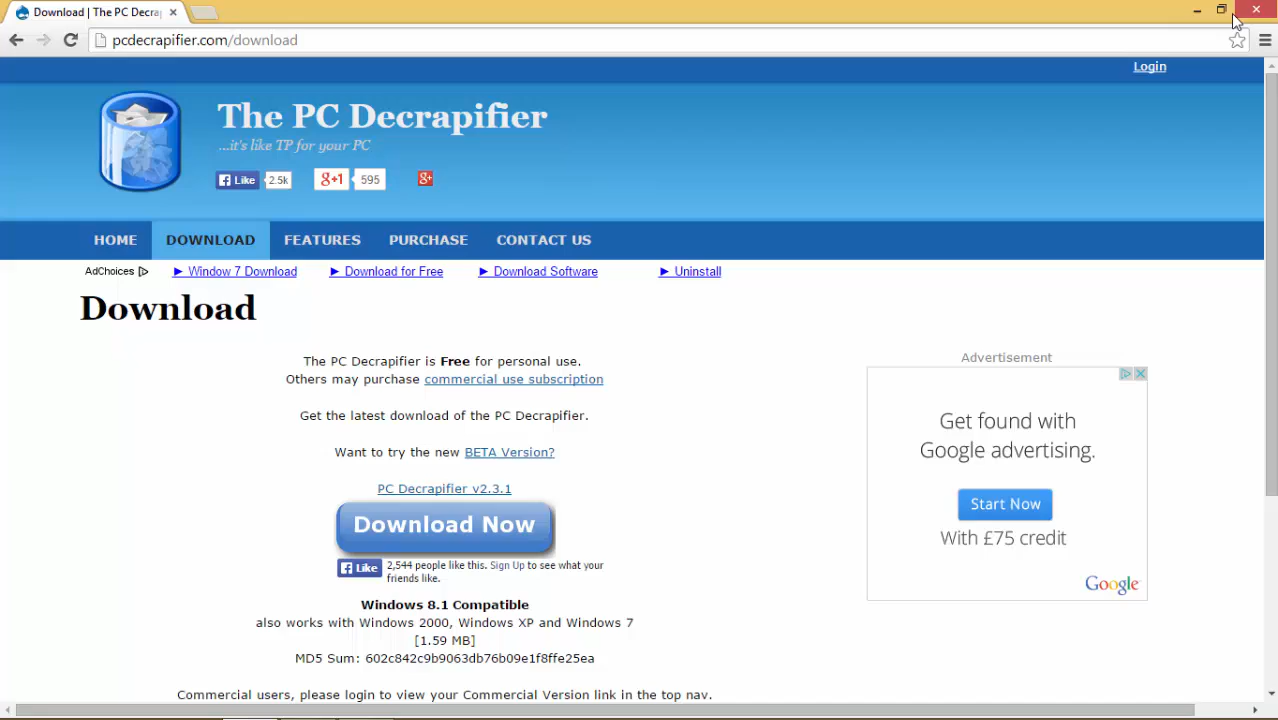 Download | The PC Decra
pcdecrapifier.com/download
Login
The PC Decrapifier
...it's like TP for your PC
Like 2.5k
g+1 595
g+
HOME DOWNLOAD FEATURES PURCHASE CONTACT US
AdChoices ► Window 7 Download ► Download for Free ► Download Software ► Uninstall
Download
The PC Decrapifier is Free for personal use.
Others may purchase commercial use subscription
Get the latest download of the PC Decrapifier.
Want to try the new BETA Version?
PC Decrapifier v2.3.1
Download Now
Like 2,544 people like this. Sign Up to see what your
friends like.
Windows 8.1 Compatible
also works with Windows 2000, Windows XP and Windows 7
[1.59 MB]
MD5 Sum: 602c842c9b9063db76b09e1f8ffe25ea
Commercial users, please login to view your Commercial Version link in the top nav.
Advertisement
Get found with
Google advertising.
Start Now
With £75 credit
Google